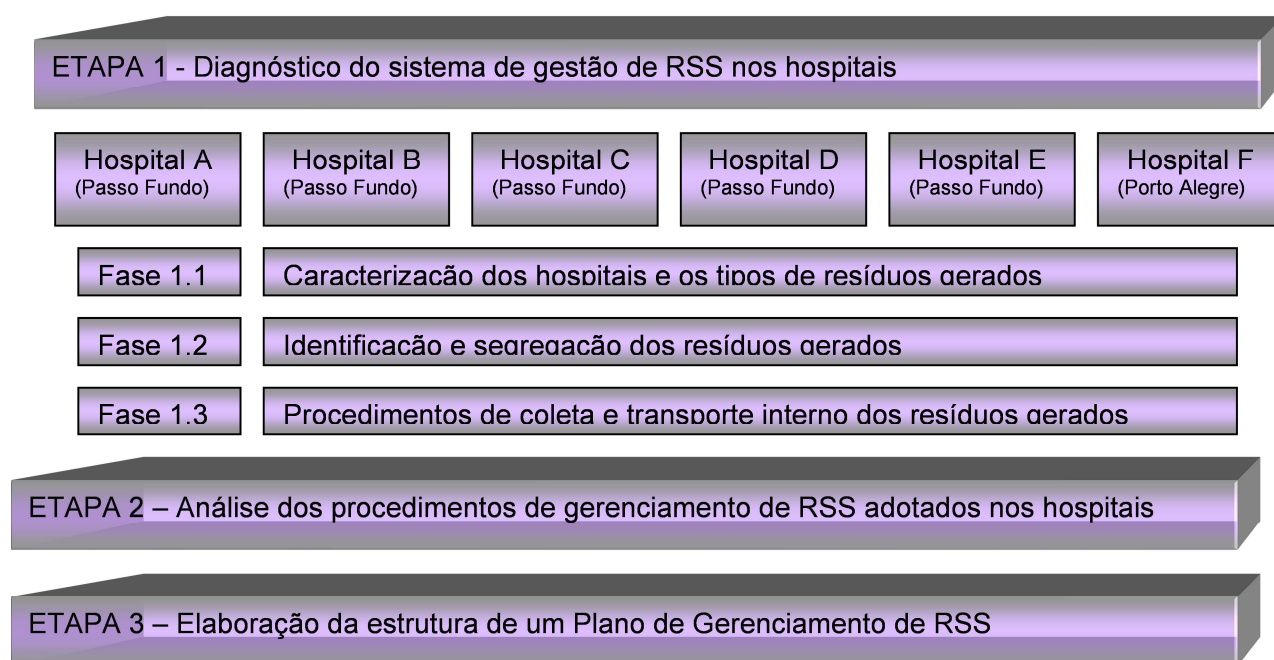 ETAPA 1 - Diagnóstico do sistema de gestão de RSS nos hospitais
Hospital A
(Passo Fundo)
Hospital B
(Passo Fundo)
Hospital C
(Passo Fundo)
Hospital D
(Passo Fundo)
Hospital E
(Passo Fundo)
Hospital F
(Porto Alegre)
Fase 1.1
Caracterização dos hospitais e os tipos de resíduos gerados
Fase 1.2
Identificação e segregação dos resíduos gerados
Fase 1.3
Procedimentos de coleta e transporte interno dos resíduos gerados
ETAPA 2 – Análise dos procedimentos de gerenciamento de RSS adotados nos hospitais
ETAPA 3 – Elaboração da estrutura de um Plano de Gerenciamento de RSS